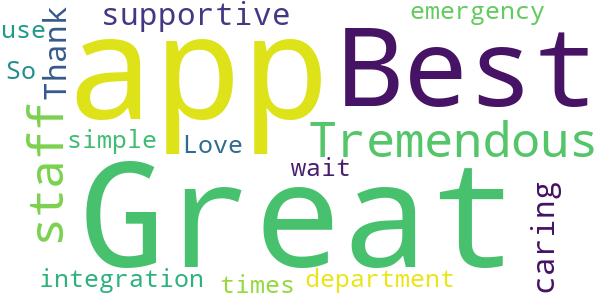 supportive
emergency
use
Thank
app
Best
So
staff
simple
Love
Tremendous
wait
Great
caring
integration
times
department